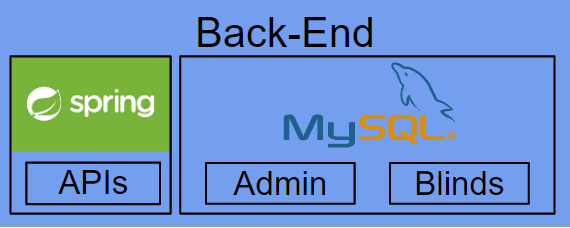 Back-End
spring
MySQL
APIs
Admin
Blinds